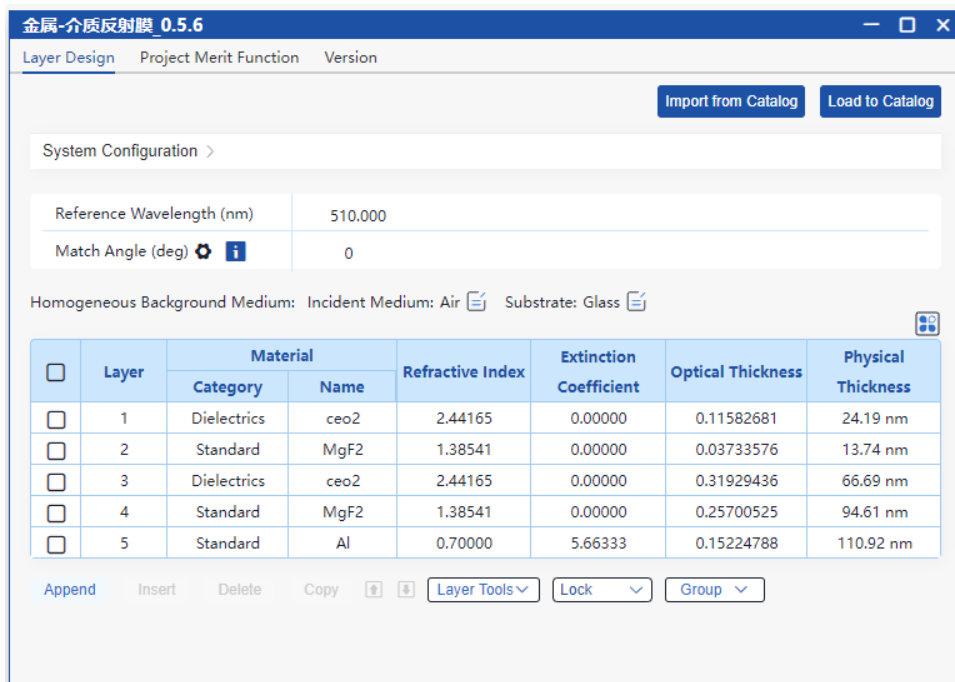 金属-介质反射膜_0.5.6
Layer Design Project Merit Function Version
Import from Catalog Load to Catalog
System Configuration >
Reference Wavelength (nm) 510.000
Match Angle (deg) i 0
Homogeneous Background Medium: Incident Medium: Air Substrate: Glass
Layer Material Refractive Index Extinction Coefficient Optical Thickness Physical Thickness
Category Name
1 Dielectrics ceo2 2.44165 0.00000 0.11582681 24.19 nm
2 Standard MgF2 1.38541 0.00000 0.03733576 13.74 nm
3 Dielectrics ceo2 2.44165 0.00000 0.31929436 66.69 nm
4 Standard MgF2 1.38541 0.00000 0.25700525 94.61 nm
5 Standard Al 0.70000 5.66333 0.15224788 110.92 nm
Append Insert Delete Copy Layer Tools Lock Group